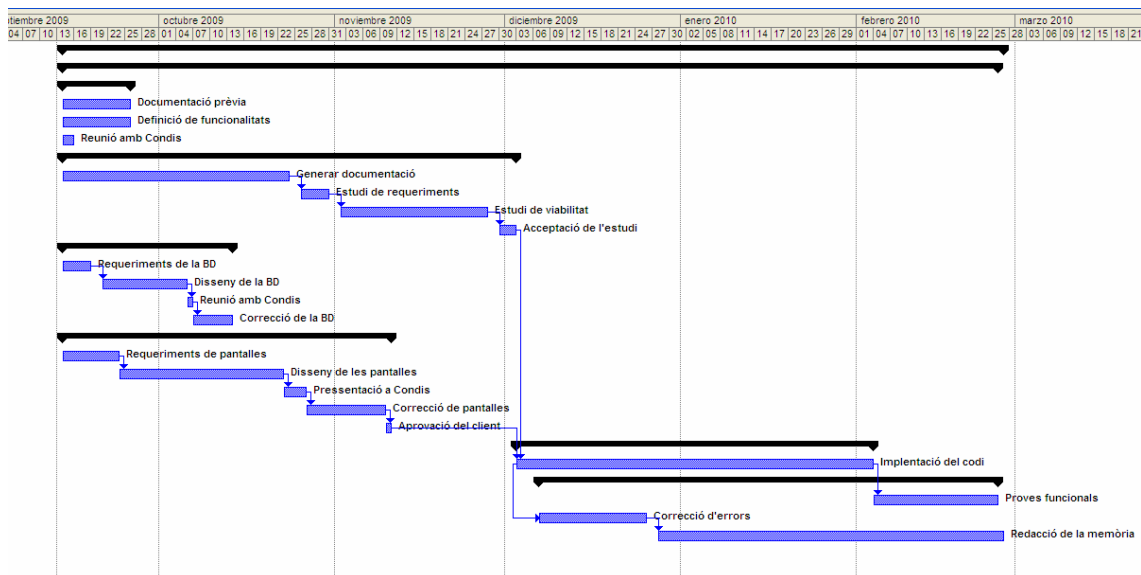 tiembre 2009 octubre 2009 noviembre 2009 diciembre 2009 enero 2010 febrero 2010 marzo 2010
04 07 10 13 16 19 22 25 28 01 04 07 10 13 16 19 22 25 28 31 03 06 09 12 15 18 21 24 27 30 03 06 09 12 15 18 21 24 27 30 02 05 08 11 14 17 20 23 26 29 01 04 07 10 13 16 19 22 25 28 03 06 09 12 15 18 21
Documentació prèvia
Definició de funcionalitats
Reunió amb Condis
Generar documentació
Estudi de requeriments
Estudi de viabilitat
Acceptació de l'estudi
Requeriments de la BD
Disseny de la BD
Reunió amb Condis
Correcció de la BD
Requeriments de pantalles
Disseny de les pantalles
Pressentació a Condis
Correcció de pantalles
Aprovació del client
Implentació del codi
Proves funcionals
Correcció d'errors
Redacció de la memòria